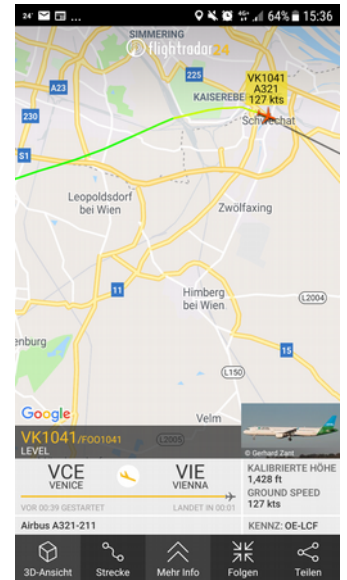 24° 4G+ 64% 15:36
SIMMERING
flightradar24
225
A23
VK1041
A321
127 kts
KAISEREBE
230
Schwechat
S1
Leopoldsdorf
bei Wien
Zwölfaxing
11
Himberg
bei Wien
L2004
enburg
15
L150
Google
Velm
VK1041/FOO1041
L2005
LEVEL
© Gerhard Zant
VCE
VENICE
VIE
VIENNA
KALIBRIERTE HÖHE
1,428 ft
GROUND SPEED
127 kts
VOR 00:39 GESTARTET
LANDET IN 00:01
Airbus A321-211
KENNZ: OE-LCF
3D-Ansicht Strecke Mehr Info Folgen Teilen